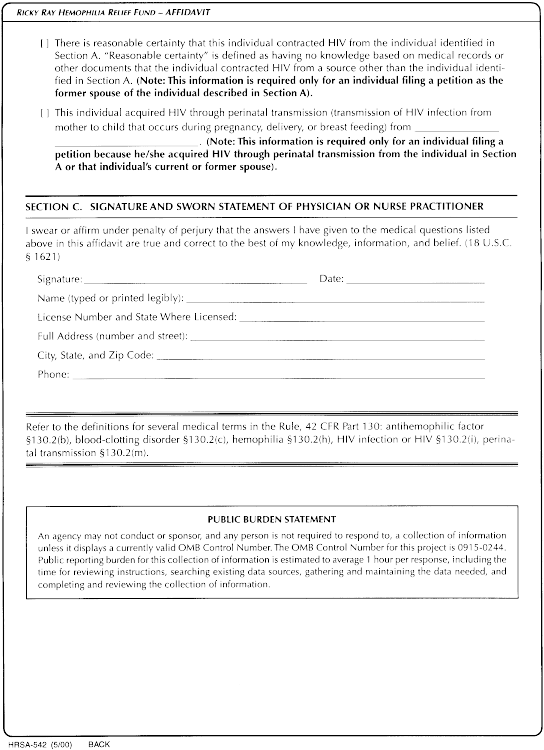 RICKY RAY HEMOPHILIA RELIEF FUND – AFFIDAVIT
[ ] There is reasonable certainty that this individual contracted HIV from the individual identified in
Section A. "Reasonable certainty" is defined as having no knowledge based on medical records or
other documents that the individual contracted HIV from a source other than the individual identi-
fied in Section A. (Note: This information is required only for an individual filing a petition as the
former spouse of the individual described in Section A).
[ ] This individual acquired HIV through perinatal transmission (transmission of HIV infection from
mother to child that occurs during pregnancy, delivery, or breast feeding) from _______________
_________________________. (Note: This information is required only for an individual filing a
petition because he/she acquired HIV through perinatal transmission from the individual in Section
A or that individual's current or former spouse).
SECTION C. SIGNATURE AND SWORN STATEMENT OF PHYSICIAN OR NURSE PRACTITIONER
I swear or affirm under penalty of perjury that the answers I have given to the medical questions listed
above in this affidavit are true and correct to the best of my knowledge, information, and belief. (18 U.S.C.
§ 1621)
Signature: ______________________________ Date: ____________________
Name (typed or printed legibly): ______________________________
License Number and State Where Licensed: ______________________________
Full Address (number and street): ______________________________
City, State, and Zip Code: ______________________________
Phone: ______________________________
Refer to the definitions for several medical terms in the Rule, 42 CFR Part 130: antihemophilic factor
§130.2(b), blood-clotting disorder §130.2(c), hemophilia §130.2(h), HIV infection or HIV §130.2(i), perina-
tal transmission §130.2(m).
PUBLIC BURDEN STATEMENT
An agency may not conduct or sponsor, and any person is not required to respond to, a collection of information
unless it displays a currently valid OMB Control Number. The OMB Control Number for this project is 0915-0244.
Public reporting burden for this collection of information is estimated to average 1 hour per response, including the
time for reviewing instructions, searching existing data sources, gathering and maintaining the data needed, and
completing and reviewing the collection of information.
HRSA-542 (5/00) BACK